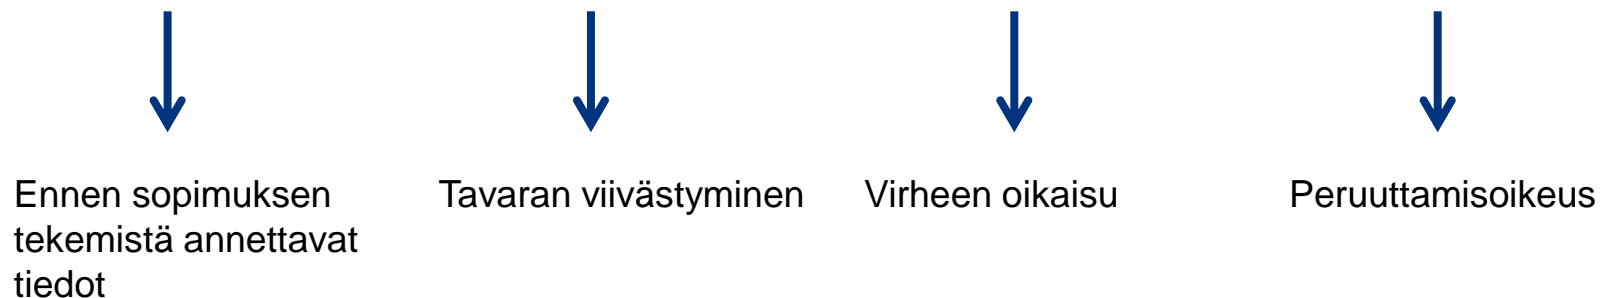 Ennen sopimuksen
tekemistä annettavat
tiedot
Tavaran viivästyminen
Virheen oikaisu
Peruuttamisoikeus